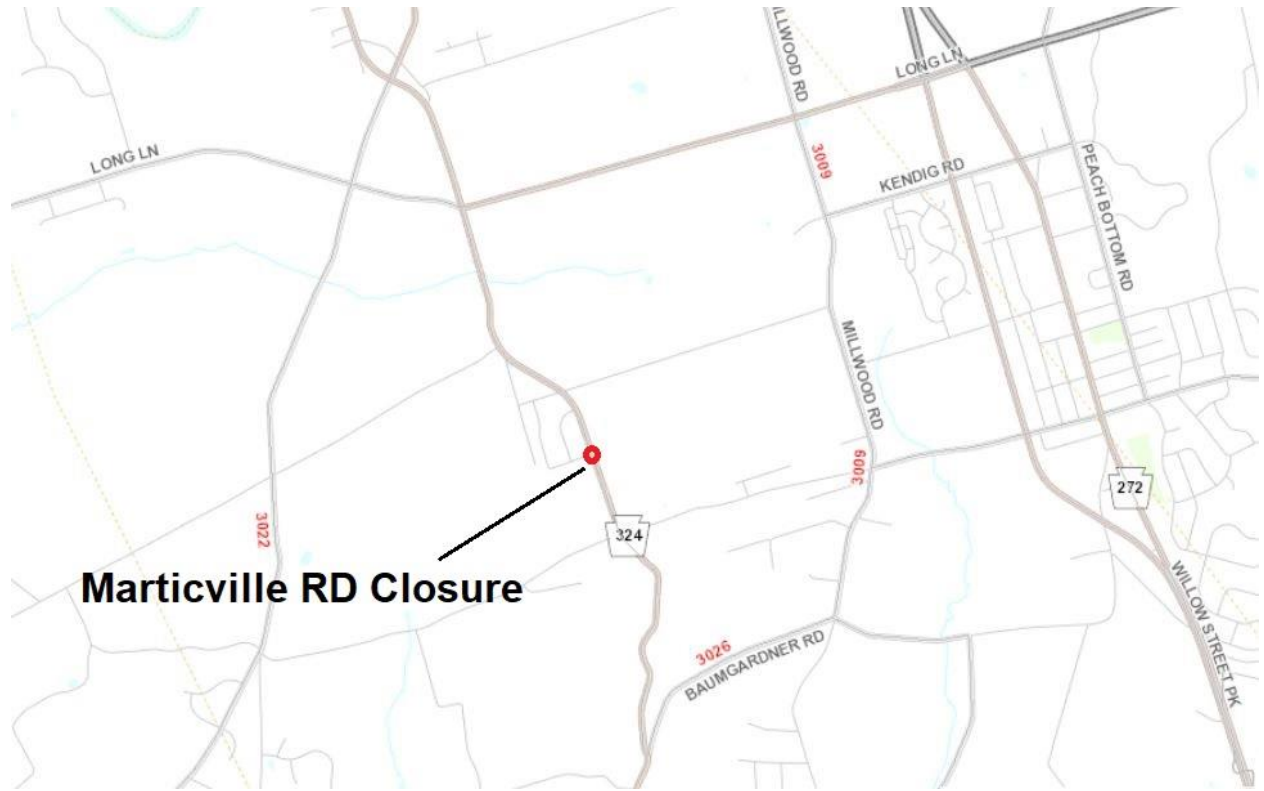 ILLWOOD RD
LONG LN
LONG LN
3009
KENDIG RD
PEACH BOTTOM RD
MILLWOOD RD
3009
272
3022
324
Marticville RD Closure
WILLOW STREET PK
3026
BAUMGARDNER RD